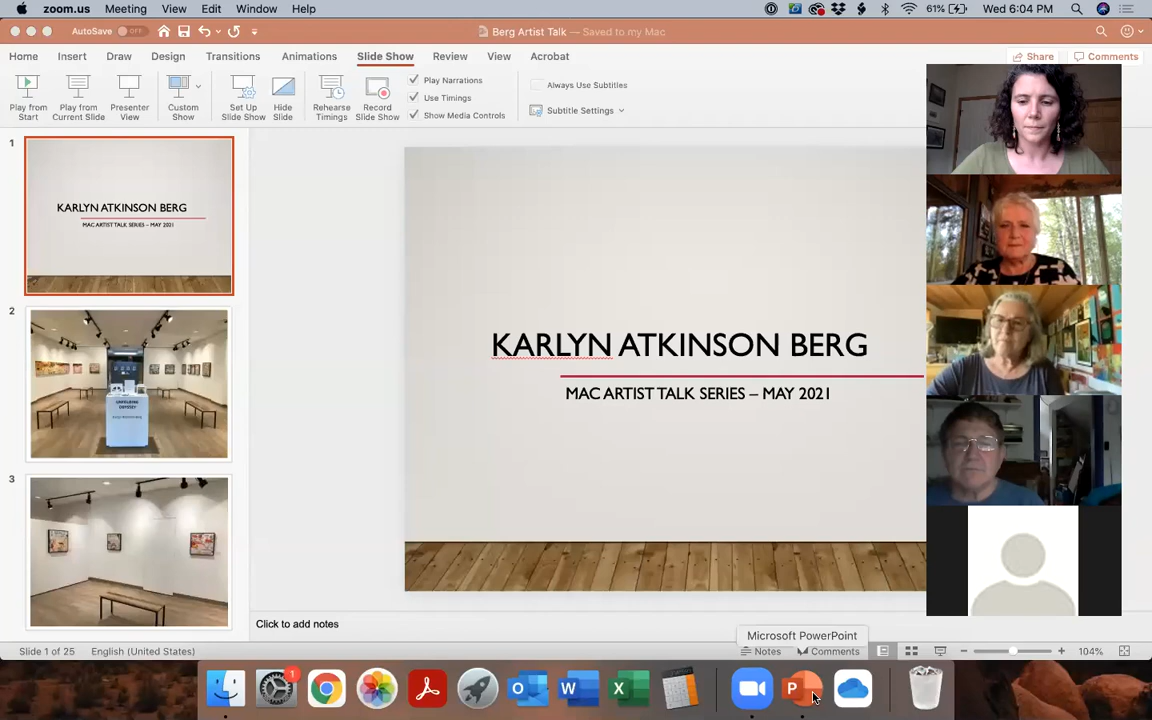 zoom.us Meeting View Edit Window Help 61% Wed 6:04 PM
AutoSave OFF Berg Artist Talk — Saved to my Mac
Home Insert Draw Design Transitions Animations Slide Show Review View Acrobat Share Comments
Play from Start
Play from Current Slide
Presenter View
Custom Show
Set Up Slide Show
Hide Slide
Rehearse Timings
Record Slide Show
Play Narrations
Use Timings
Show Media Controls
Always Use Subtitles
Subtitle Settings
1
KARLYN ATKINSON BERG
MAC ARTIST TALK SERIES – MAY 2021
2
3
KARLYN ATKINSON BERG
MAC ARTIST TALK SERIES – MAY 2021
Click to add notes
Microsoft PowerPoint
Slide 1 of 25 English (United States) Notes Comments 104%
1
O W X P